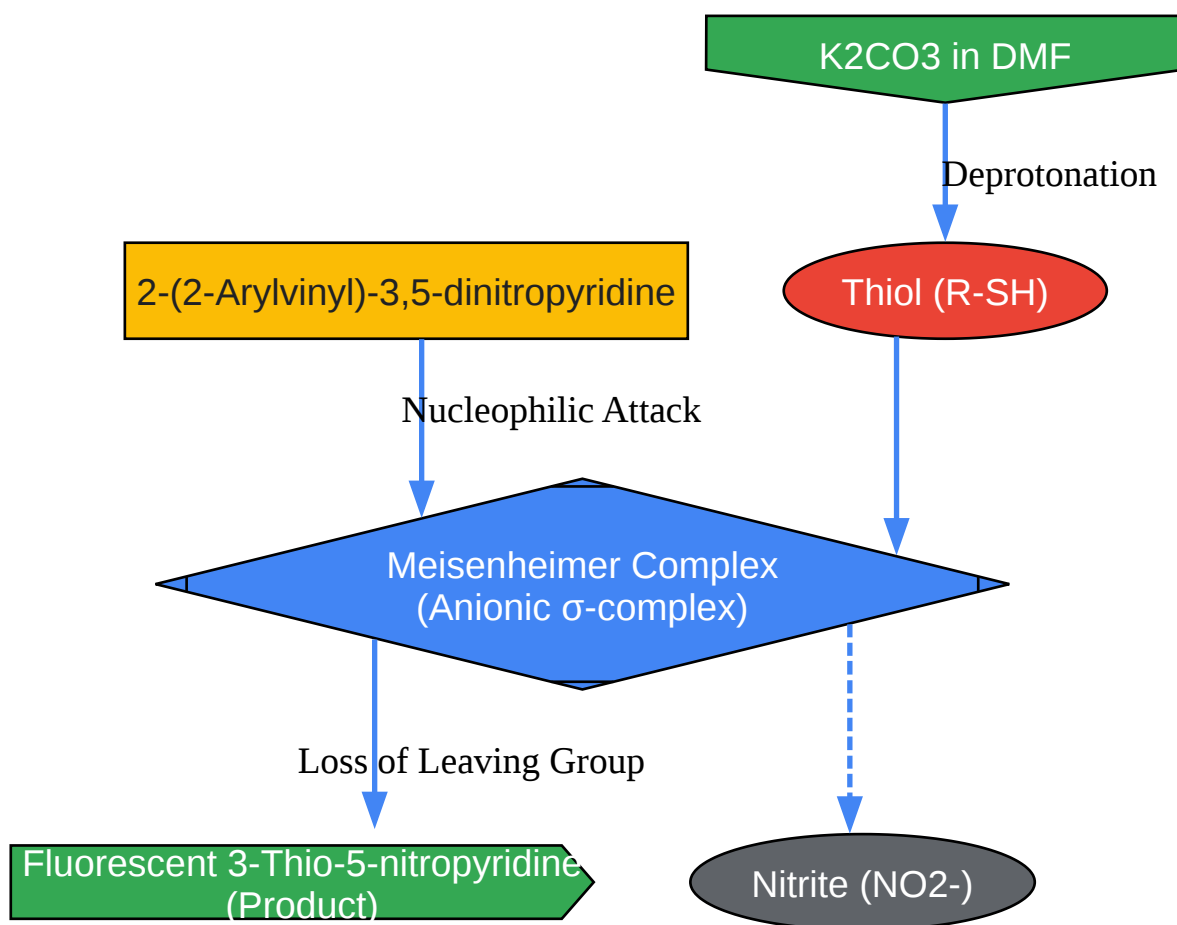 K2CO3 in DMF
Deprotonation
2-(2-Arylvinyl)-3,5-dinitropyridine
Thiol (R-SH)
Nucleophilic Attack
Meisenheimer Complex
(Anionic σ-complex)
Loss of Leaving Group
Fluorescent 3-Thio-5-nitropyridine
(Product)
Nitrite (NO2-)